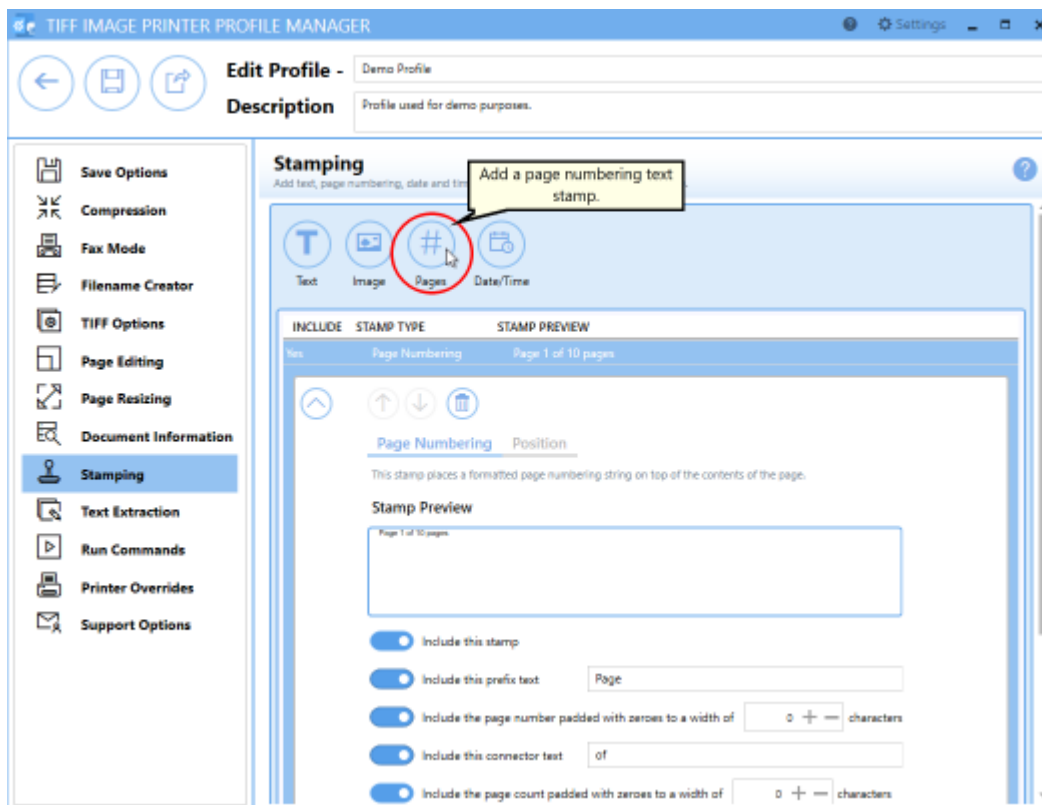 TIFF IMAGE PRINTER PROFILE MANAGER
Settings
Edit Profile -
Demo Profile
Description
Profile used for demo purposes.
Save Options
Compression
Fax Mode
Filename Creator
TIFF Options
Page Editing
Page Resizing
Document Information
Stamping
Text Extraction
Run Commands
Printer Overrides
Support Options
Stamping
Add text, page numbering, date and
Add a page numbering text
stamp.
Text
Image
Pages
Date/Time
INCLUDE STAMP TYPE STAMP PREVIEW
Yes Page Numbering Page 1 of 10 pages
Page Numbering Position
This stamp places a formatted page numbering string on top of the contents of the page.
Stamp Preview
Page 1 of 10 pages
Include this stamp
Include this prefix text Page
Include the page number padded with zeroes to a width of 0 characters
Include this connector text of
Include the page count padded with zeroes to a width of 0 characters